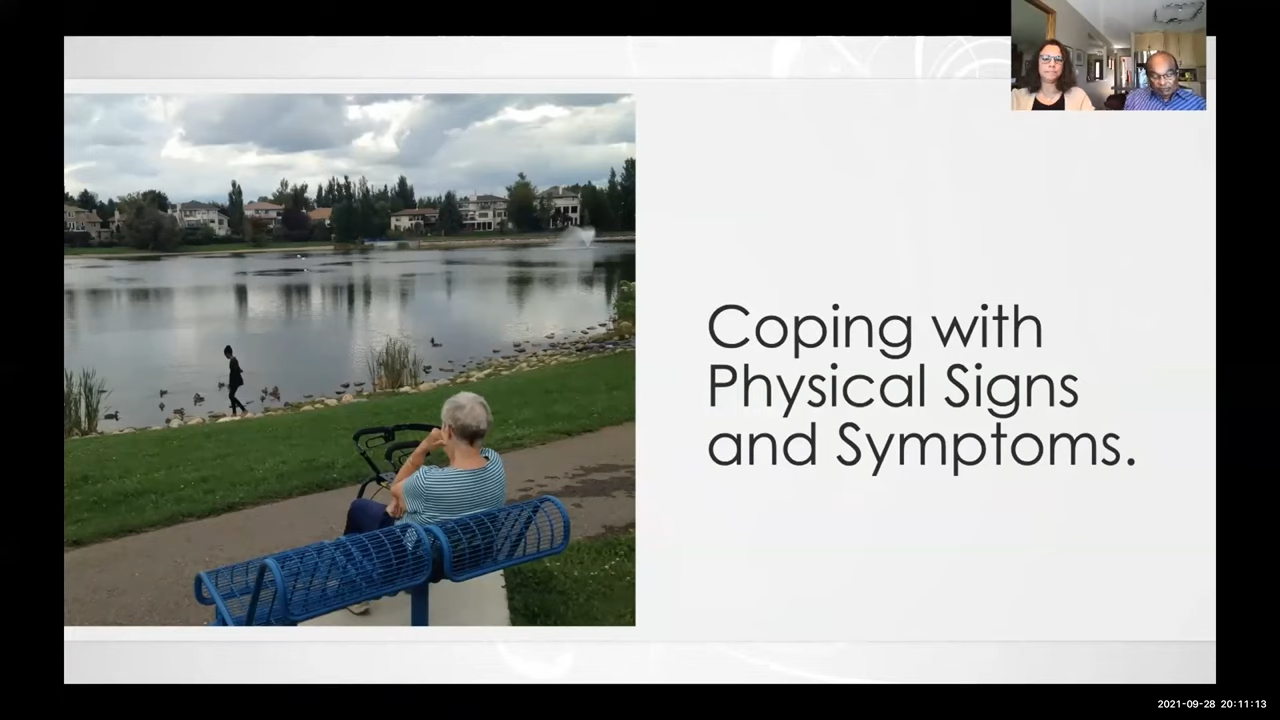 Coping with
Physical Signs
and Symptoms.
2021-09-28 20:11:13